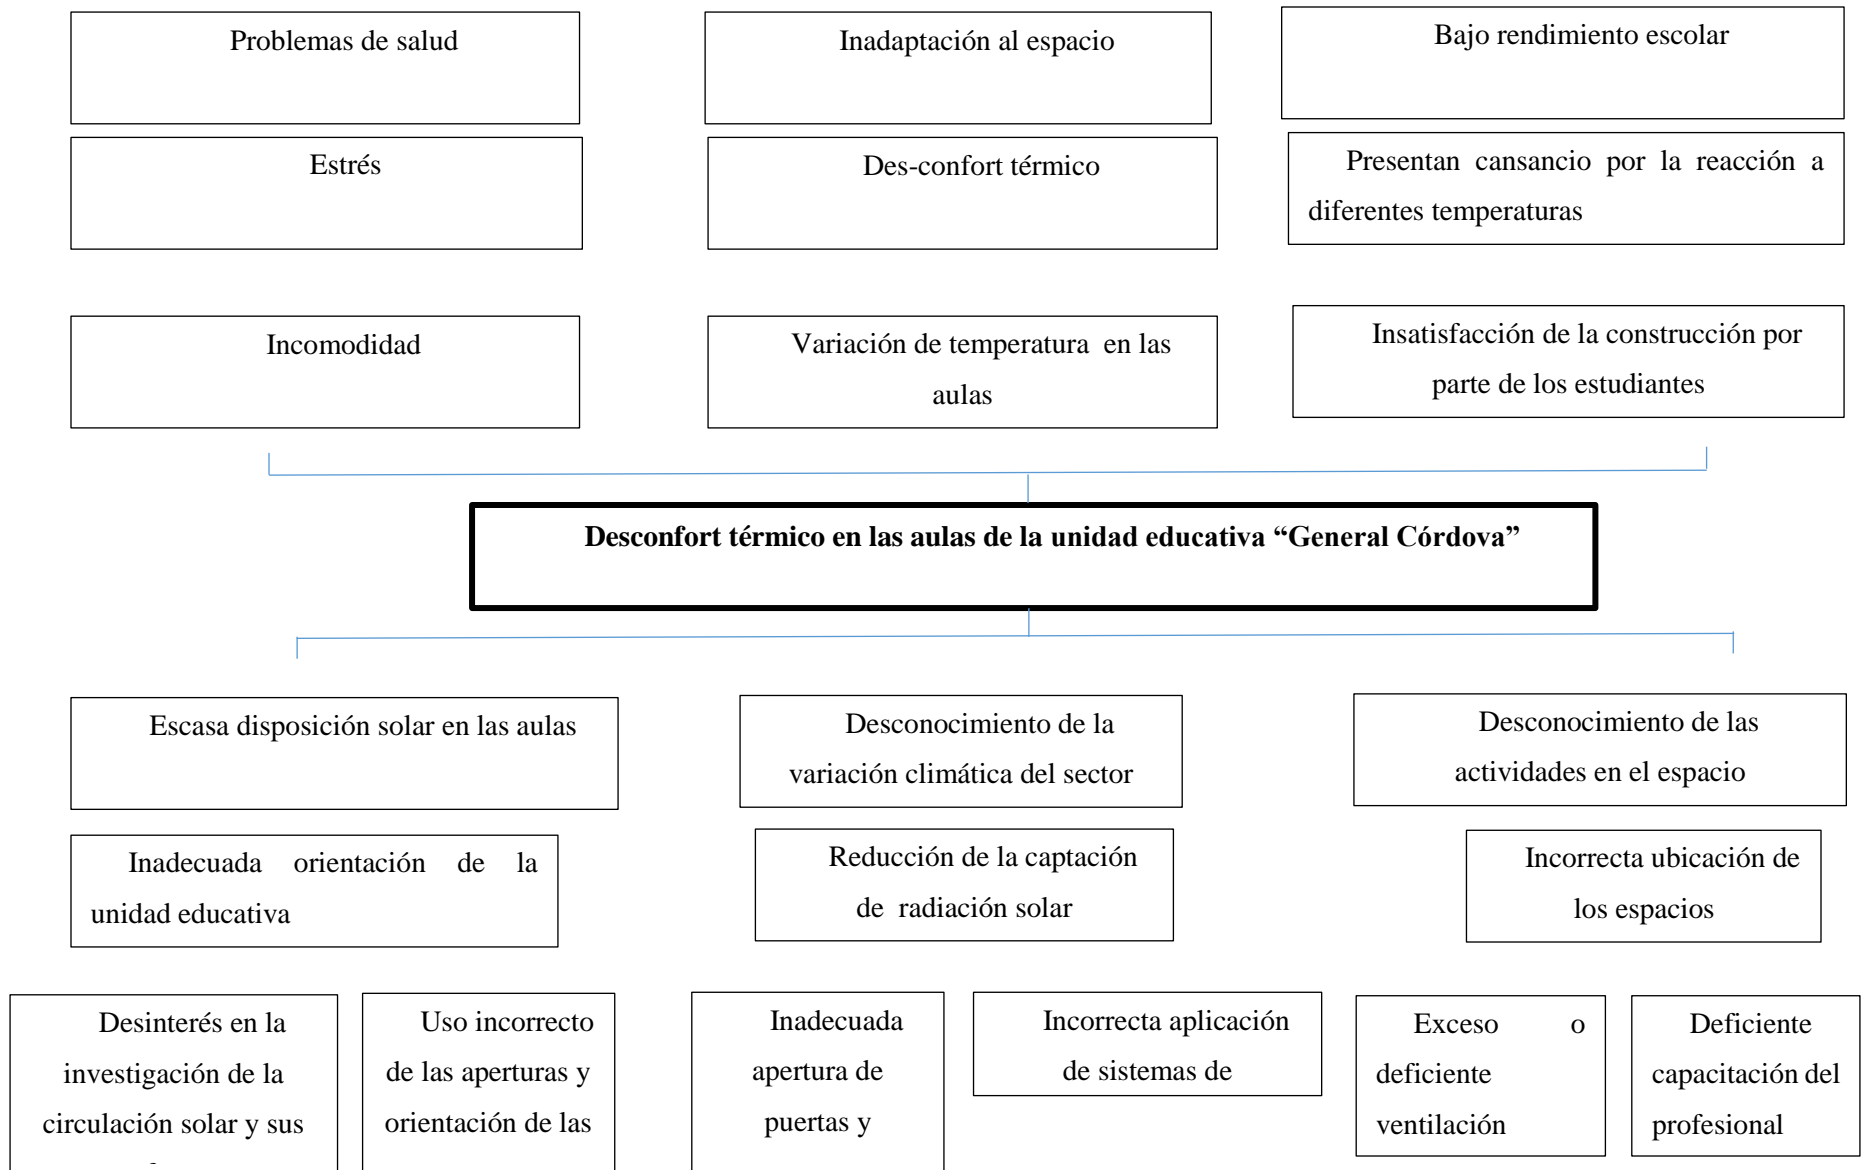 Problemas de salud
Inadaptación al espacio
Bajo rendimiento escolar
Estrés
Des-confort térmico
Presentan cansancio por la reacción a
diferentes temperaturas
Incomodidad
Variación de temperatura en las
aulas
Insatisfacción de la construcción por
parte de los estudiantes
Desconfort térmico en las aulas de la unidad educativa “General Córdova”
Escasa disposición solar en las aulas
Desconocimiento de la
variación climática del sector
Desconocimiento de las
actividades en el espacio
Inadecuada orientación de la
unidad educativa
Reducción de la captación
de radiación solar
Incorrecta ubicación de
los espacios
Desinterés en la
investigación de la
circulación solar y sus
Uso incorrecto
de las aperturas y
orientación de las
Inadecuada
apertura de
puertas y
Incorrecta aplicación
de sistemas de
Exceso o
deficiente
ventilación
Deficiente
capacitación del
profesional